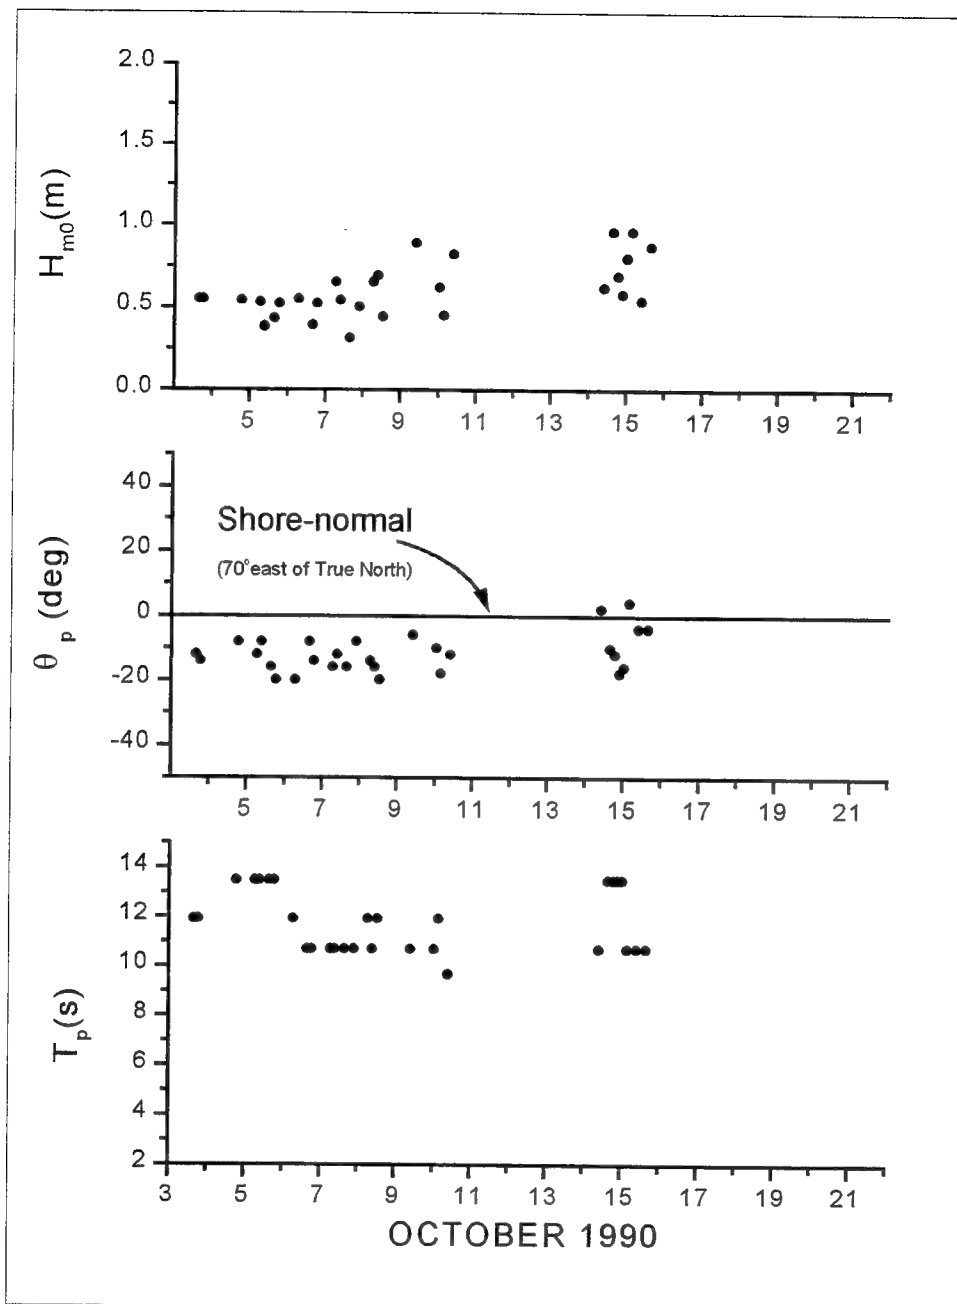 2.0
1.5
1.0
0.5
0.0
H_m0(m)
5 7 9 11 13 15 17 19 21
40
20
0
-20
-40
θ_p (deg)
Shore-normal
(70°east of True North)
5 7 9 11 13 15 17 19 21
14
12
10
8
6
4
2
T_p(s)
3 5 7 9 11 13 15 17 19 21
OCTOBER 1990